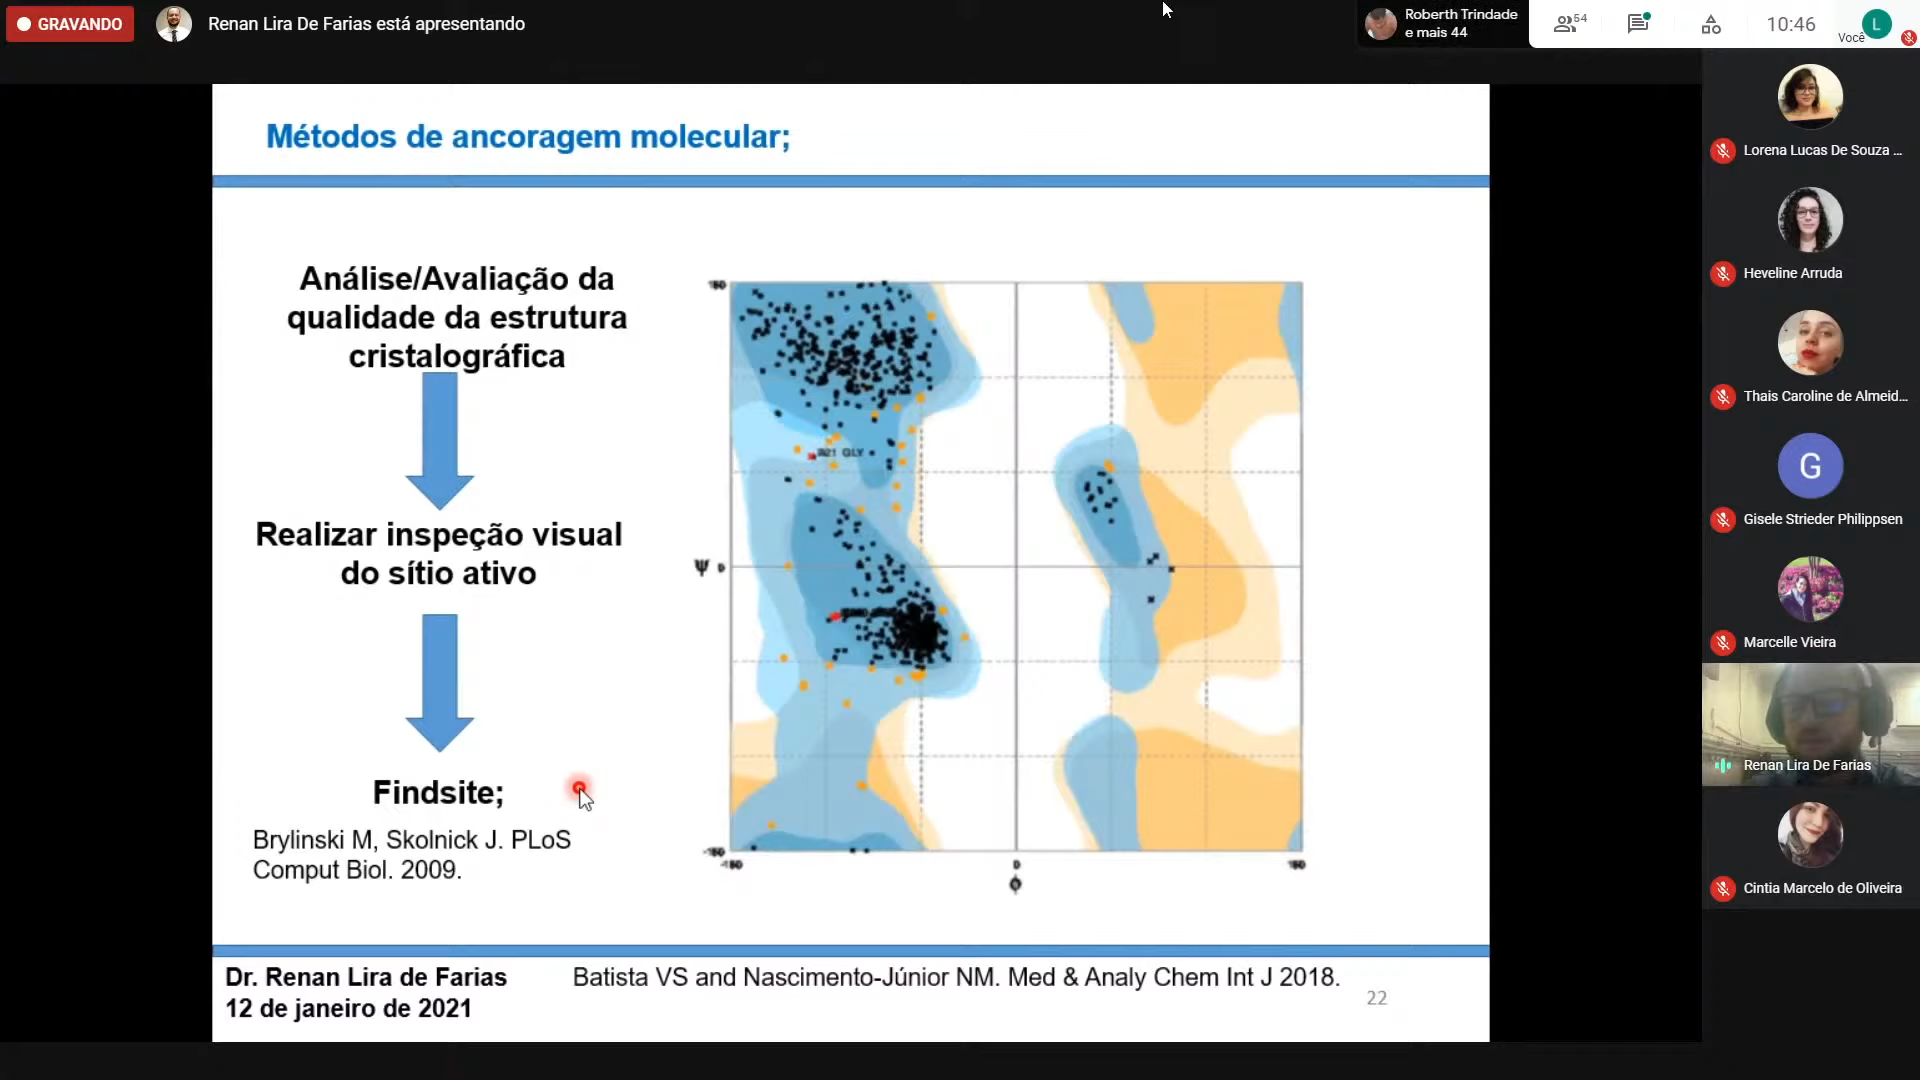 GRAVANDO
Renan Lira De Farias está apresentando
Roberth Trindade
e mais 44
54
10:46
Você
L
Métodos de ancoragem molecular;
Análise/Avaliação da
qualidade da estrutura
cristalográfica
Realizar inspeção visual
do sítio ativo
Findsite;
Brylinski M, Skolnick J. PLoS
Comput Biol. 2009.
180
GLY
Ψ 0
-180
-180
0
180
ϕ
Dr. Renan Lira de Farias
12 de janeiro de 2021
Batista VS and Nascimento-Júnior NM. Med & Analy Chem Int J 2018.
22
Lorena Lucas De Souza ...
Heveline Arruda
Thais Caroline de Almeid...
G
Gisele Strieder Philippsen
Marcelle Vieira
Renan Lira De Farias
Cintia Marcelo de Oliveira